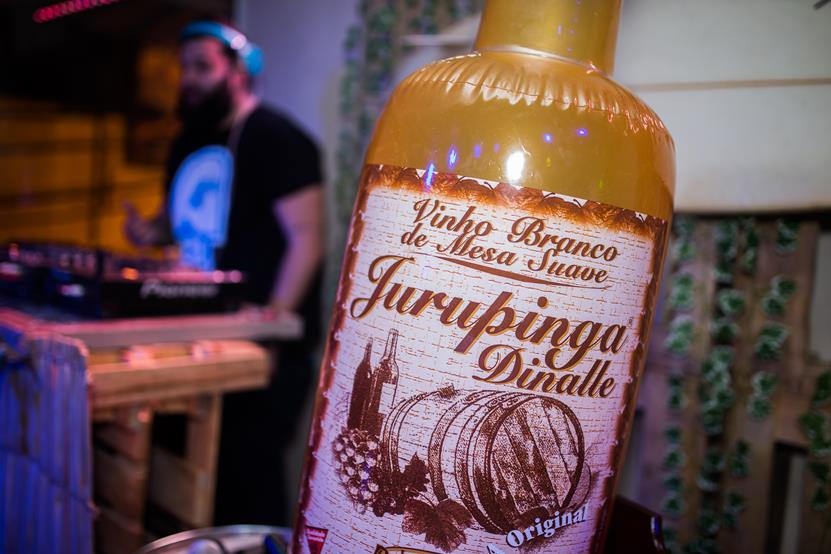 Vinho Branco
de Mesa Suave
Jurupinga
Dinalle
A Original
Pioneer